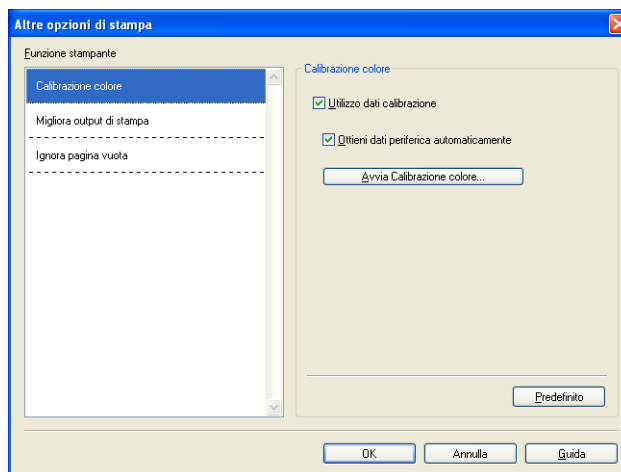 Altre opzioni di stampa
Funzione stampante
Calibrazione colore
Migliora output di stampa
Ignora pagina vuota
Calibrazione colore
Utilizzo dati calibrazione
Ottieni dati periferica automaticamente
Avvia Calibrazione colore...
Predefinito
OK
Annulla
Guida